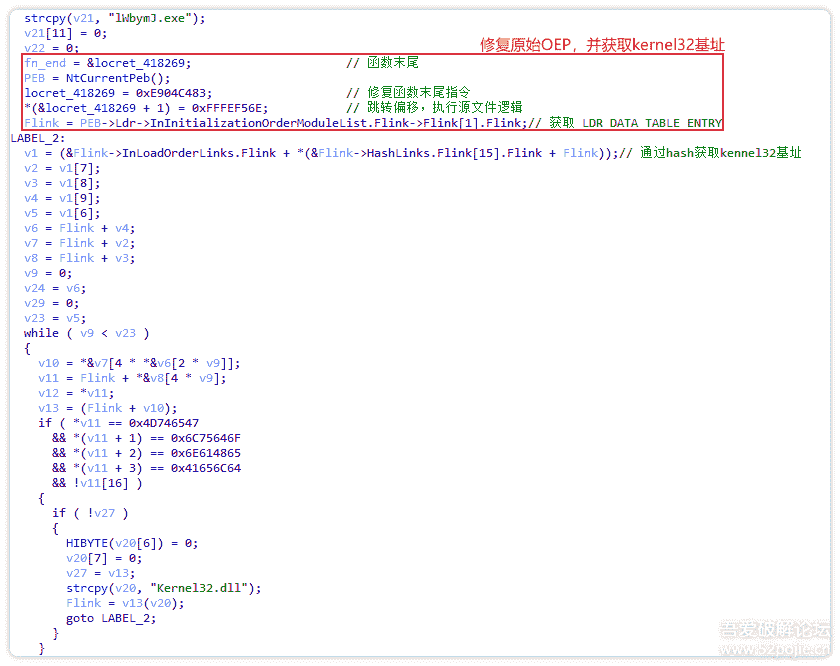 strcpy(v21, "lWbymJ.exe");
v21[11] = 0;
v22 = 0;
修复原始OEP，并获取kernel32基址
fn_end = &locret_418269; // 函数末尾
PEB = NtCurrentPeb();
locret_418269 = 0xE904C483; // 修复函数末尾指令
*(&locret_418269 + 1) = 0xFFFEF56E; // 跳转偏移，执行源文件逻辑
Flink = PEB->Ldr->InInitializationOrderModuleList.Flink->Flink[1].Flink;// 获取 LDR DATA TABLE ENTRY
LABEL_2:
v1 = (&Flink->InLoadOrderLinks.Flink + *(&Flink->HashLinks.Flink[15].Flink + Flink));// 通过hash获取kennel32基址
v2 = v1[7];
v3 = v1[8];
v4 = v1[9];
v5 = v1[6];
v6 = Flink + v4;
v7 = Flink + v2;
v8 = Flink + v3;
v9 = 0;
v24 = v6;
v29 = 0;
v23 = v5;
while ( v9 < v23 )
{
v10 = *&v7[4 * *&v6[2 * v9]];
v11 = Flink + *&v8[4 * v9];
v12 = *v11;
v13 = (Flink + v10);
if ( *v11 == 0x4D746547
&& *(v11 + 1) == 0x6C75646F
&& *(v11 + 2) == 0x6E614865
&& *(v11 + 3) == 0x41656C64
&& !v11[16] )
{
if ( !v27 )
{
HIBYTE(v20[6]) = 0;
v20[7] = 0;
v27 = v13;
strcpy(v20, "Kernel32.dll");
Flink = v13(v20);
goto LABEL_2;
}
}
吾爱破解论坛
www.52pojie.cn